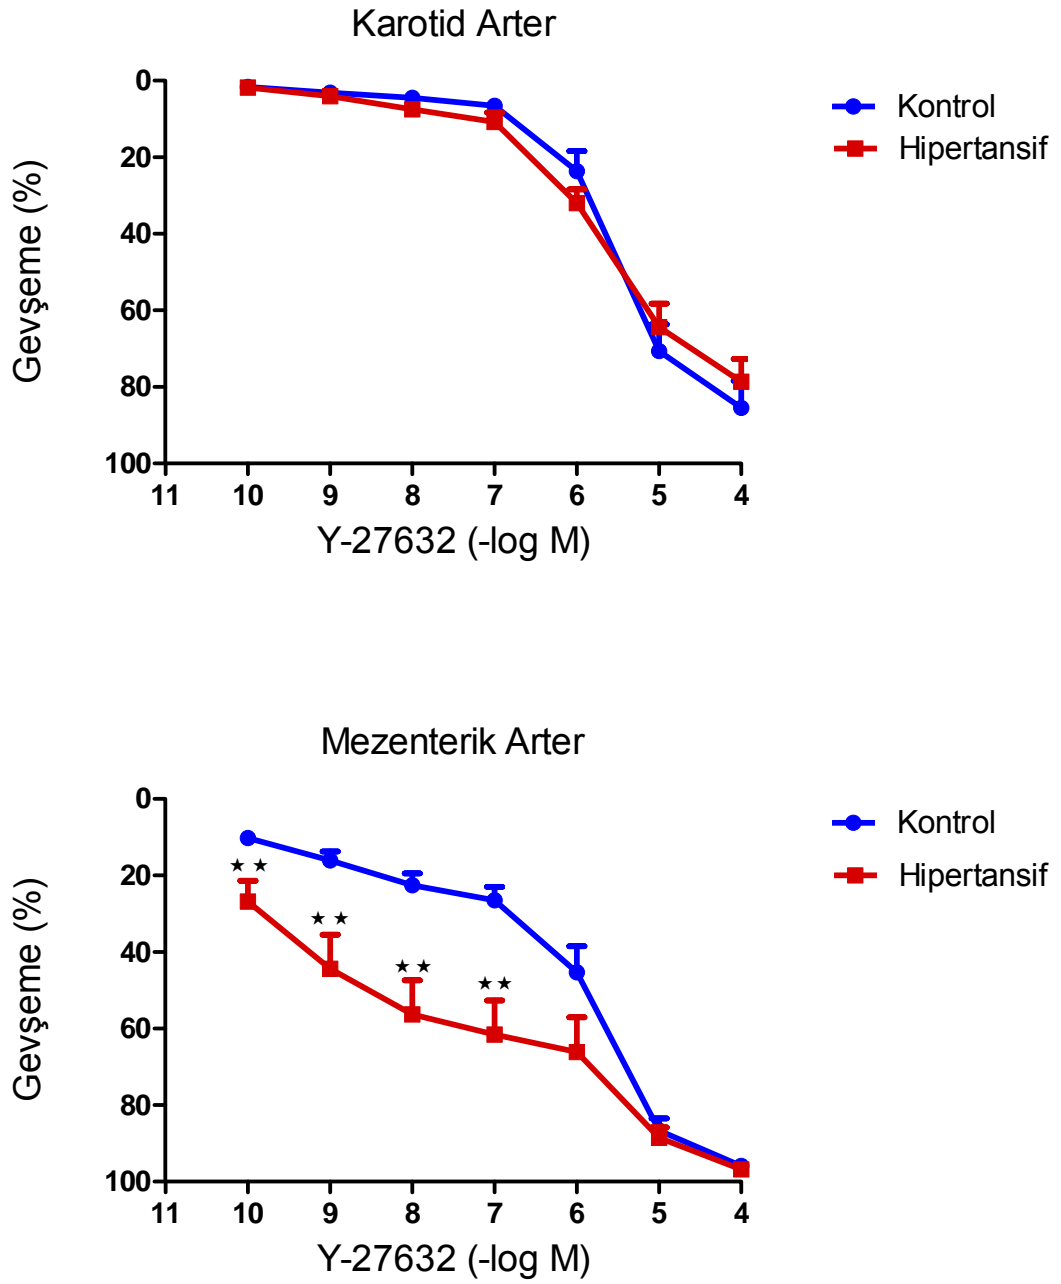 Karotid Arter
Kontrol
Hipertansif
Gevşeme (%)
0
20
40
60
80
100
11 10 9 8 7 6 5 4
Y-27632 (-log M)
Mezenterik Arter
Kontrol
Hipertansif
Gevşeme (%)
0
20
40
60
80
100
★★
★★
★★
★★
11 10 9 8 7 6 5 4
Y-27632 (-log M)